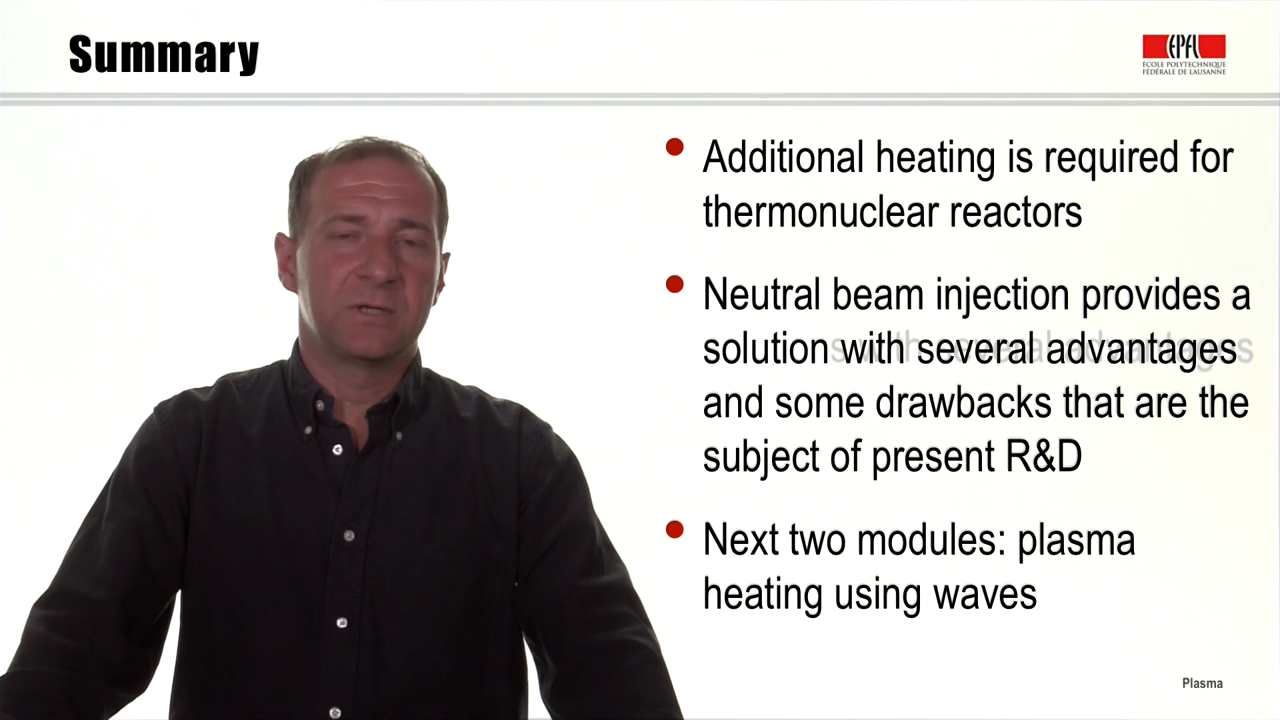 Summary
EPFL
ÉCOLE POLYTECHNIQUE
FÉDÉRALE DE LAUSANNE
• Additional heating is required for
thermonuclear reactors
• Neutral beam injection provides a
solution with several advantages
and some drawbacks that are the
subject of present R&D
• Next two modules: plasma
heating using waves
Plasma